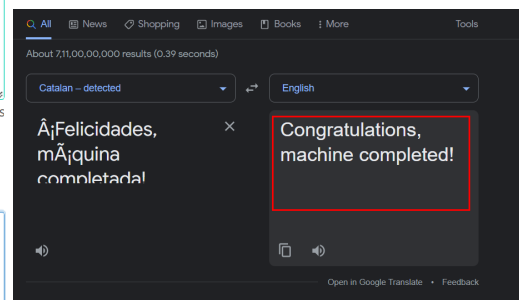 All News Shopping Images Books More Tools
About 7,11,00,00,000 results (0.39 seconds)
Catalan – detected English
Â¡Felicidades,
mÃ¡quina
completada!
Congratulations,
machine completed!
Open in Google Translate • Feedback